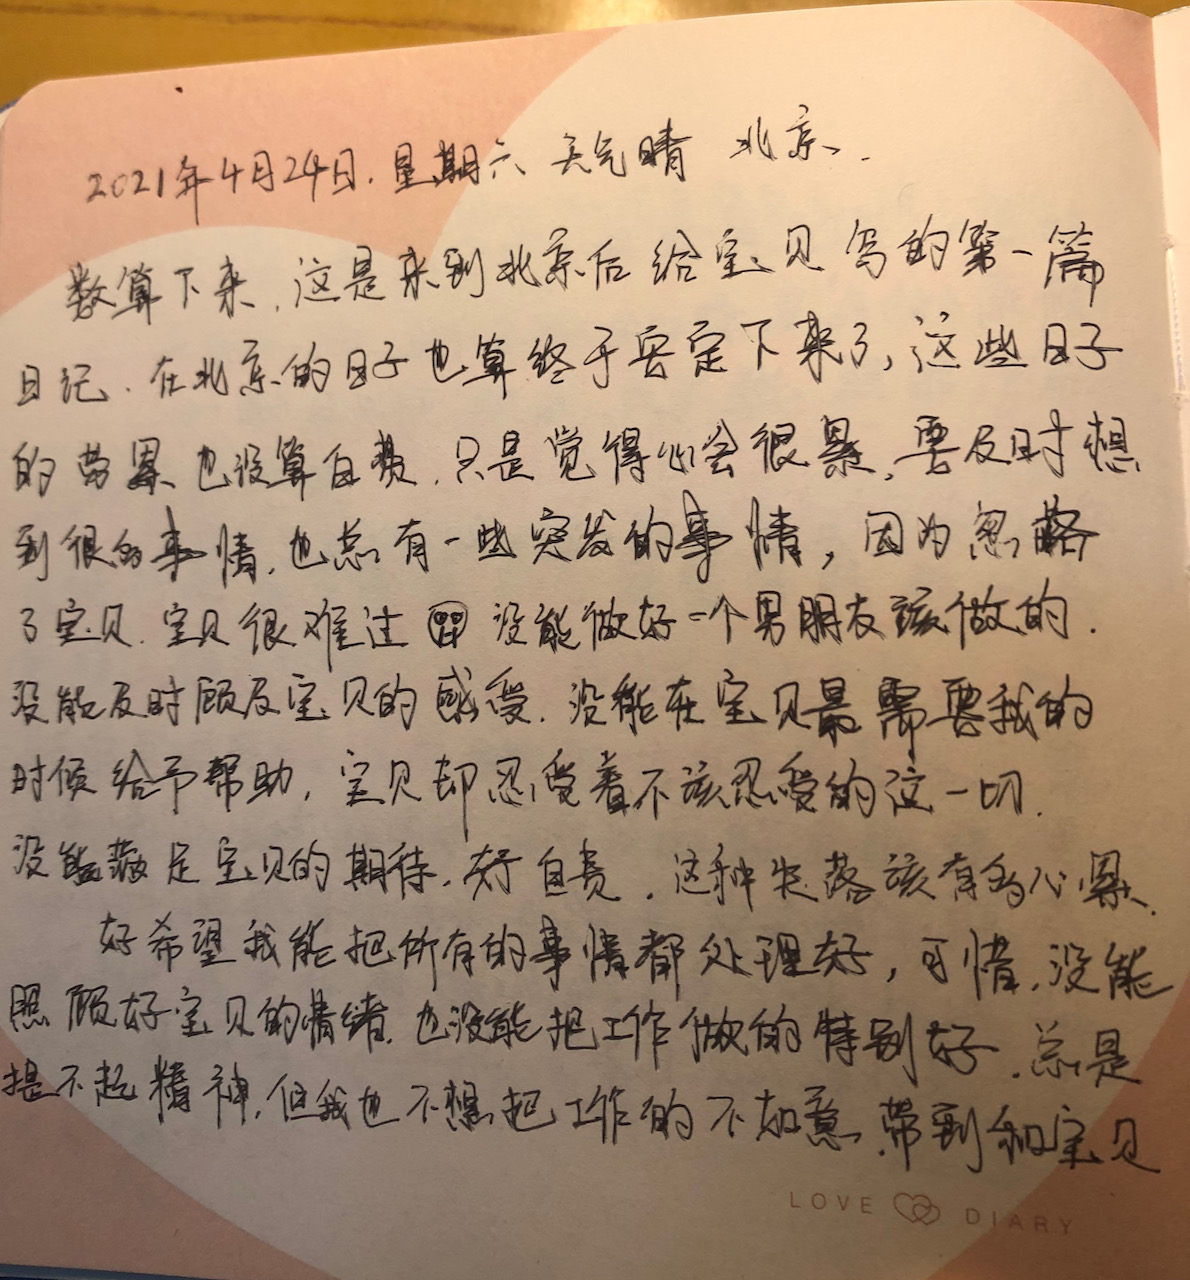 2021年4月24日.星期六 天气晴 北京.
数算下来,这是来到北京后给宝贝写的第一篇
日记.在北京的日子也算终于安定下来了,这些日子
的劳累也没算白费.只是觉得心会很累,要及时想
到很多事情,也总有一些突发的事情,因为忽略
了宝贝.宝贝很难过 没能做好一个男朋友该做的.
没能及时顾及宝贝的感受.没能在宝贝最需要我的
时候给予帮助,宝贝却忍受着不该忍受的这一切.
没能满足宝贝的期待.好自责.这种失落该有多心累.
好希望我能把所有的事情都处理好,可惜.没能
照顾好宝贝的情绪.也没能把工作做的特别好.总是
提不起精神,但我也不想把工作的不如意.带到和宝贝
LOVE DIARY